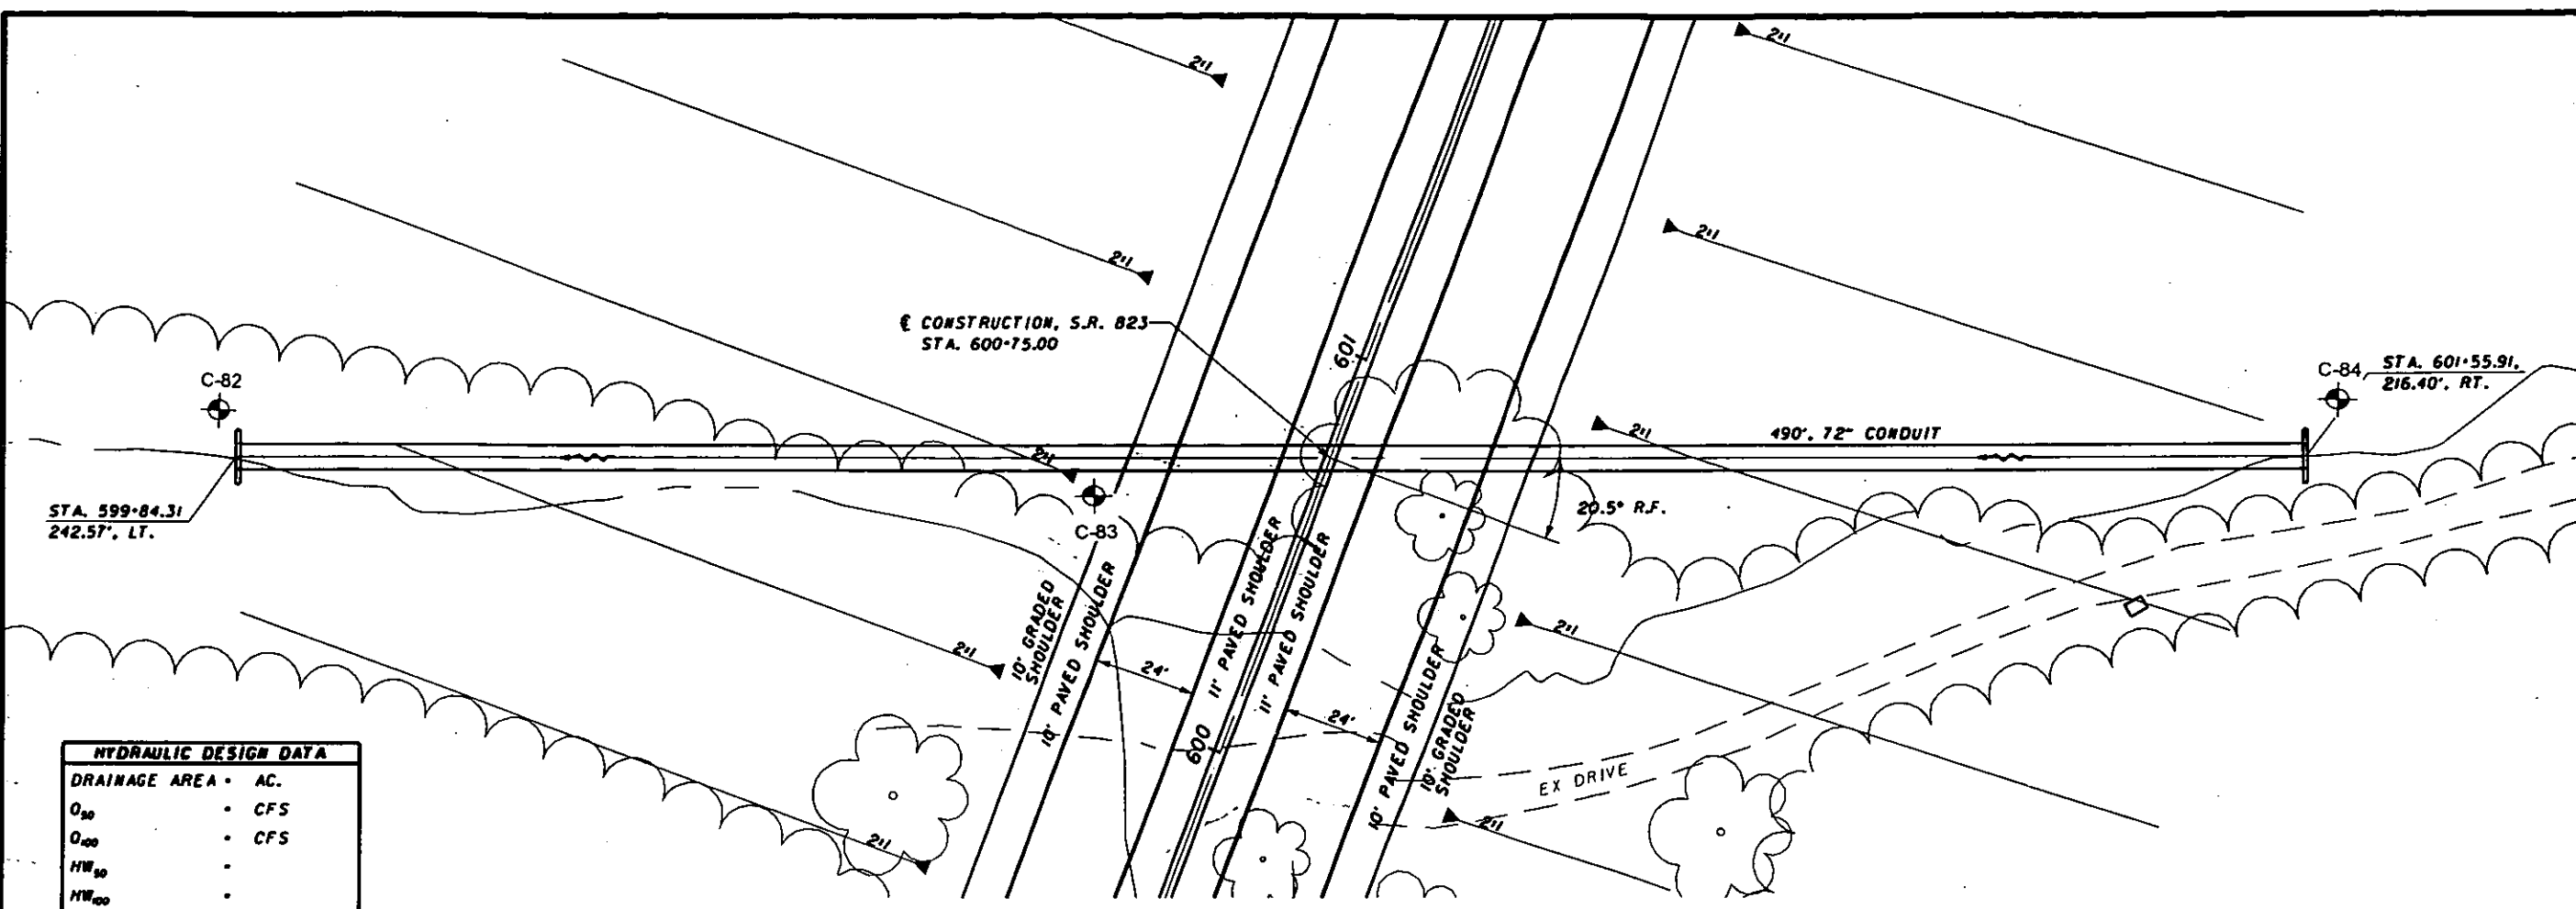 2:1
2:1
2:1
2:1
℄ CONSTRUCTION, S.R. 823
STA. 600+75.00
601
C-82
C-84
STA. 601+55.91,
216.40', RT.
2:1
490', 72" CONDUIT
2:1
STA. 599+84.31
242.57', LT.
C-83
20.5° R.F.
10' GRADED
SHOULDER
10' PAVED SHOULDER
11' PAVED SHOULDER
11' PAVED SHOULDER
2:1
2:1
24'
24'
600
10' PAVED SHOULDER
10' GRADED
SHOULDER
EX DRIVE
2:1
2:1
HYDRAULIC DESIGN DATA
DRAINAGE AREA = AC.
Q50 = CFS
Q100 = CFS
HW50 =
HW100 =